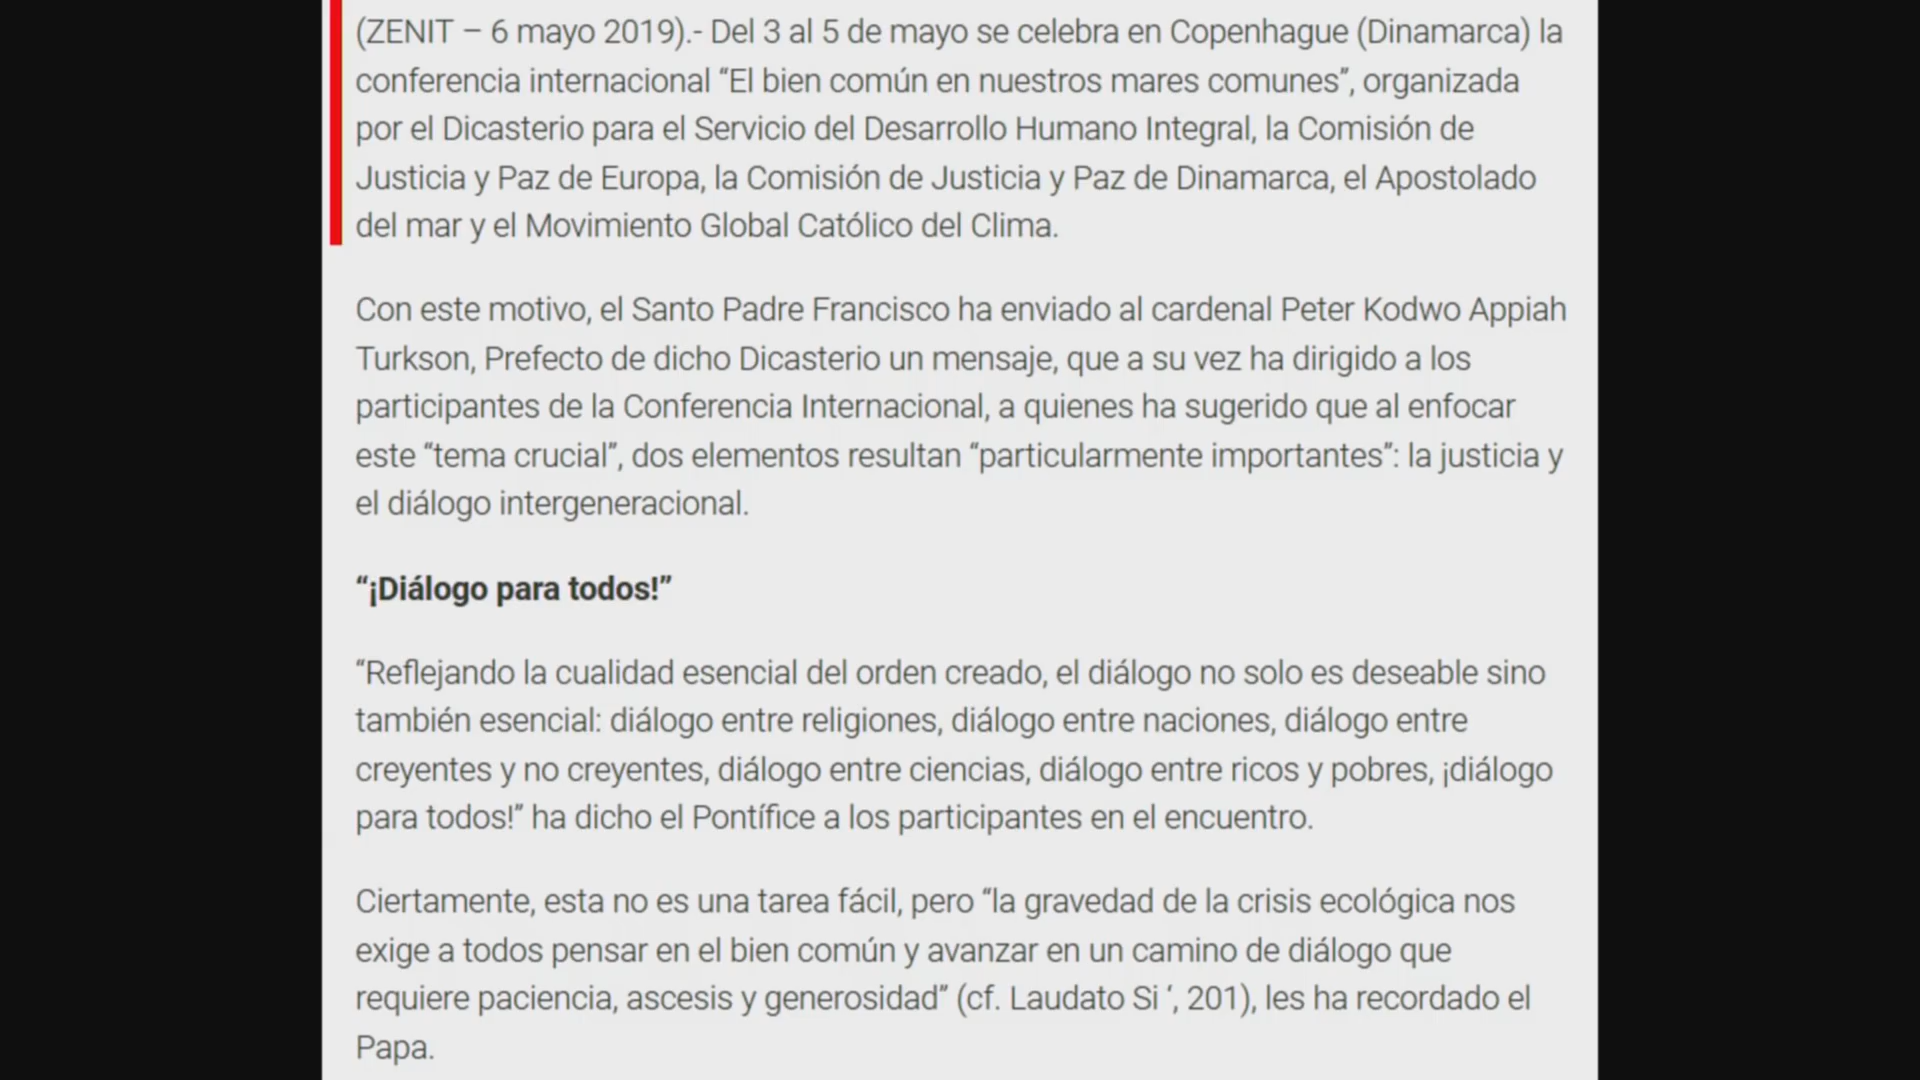 (ZENIT – 6 mayo 2019).- Del 3 al 5 de mayo se celebra en Copenhague (Dinamarca) la
conferencia internacional “El bien común en nuestros mares comunes”, organizada
por el Dicasterio para el Servicio del Desarrollo Humano Integral, la Comisión de
Justicia y Paz de Europa, la Comisión de Justicia y Paz de Dinamarca, el Apostolado
del mar y el Movimiento Global Católico del Clima.
Con este motivo, el Santo Padre Francisco ha enviado al cardenal Peter Kodwo Appiah
Turkson, Prefecto de dicho Dicasterio un mensaje, que a su vez ha dirigido a los
participantes de la Conferencia Internacional, a quienes ha sugerido que al enfocar
este “tema crucial”, dos elementos resultan “particularmente importantes”: la justicia y
el diálogo intergeneracional.
“¡Diálogo para todos!”
“Reflejando la cualidad esencial del orden creado, el diálogo no solo es deseable sino
también esencial: diálogo entre religiones, diálogo entre naciones, diálogo entre
creyentes y no creyentes, diálogo entre ciencias, diálogo entre ricos y pobres, ¡diálogo
para todos!” ha dicho el Pontífice a los participantes en el encuentro.
Ciertamente, esta no es una tarea fácil, pero “la gravedad de la crisis ecológica nos
exige a todos pensar en el bien común y avanzar en un camino de diálogo que
requiere paciencia, ascesis y generosidad” (cf. Laudato Si ‘, 201), les ha recordado el
Papa.